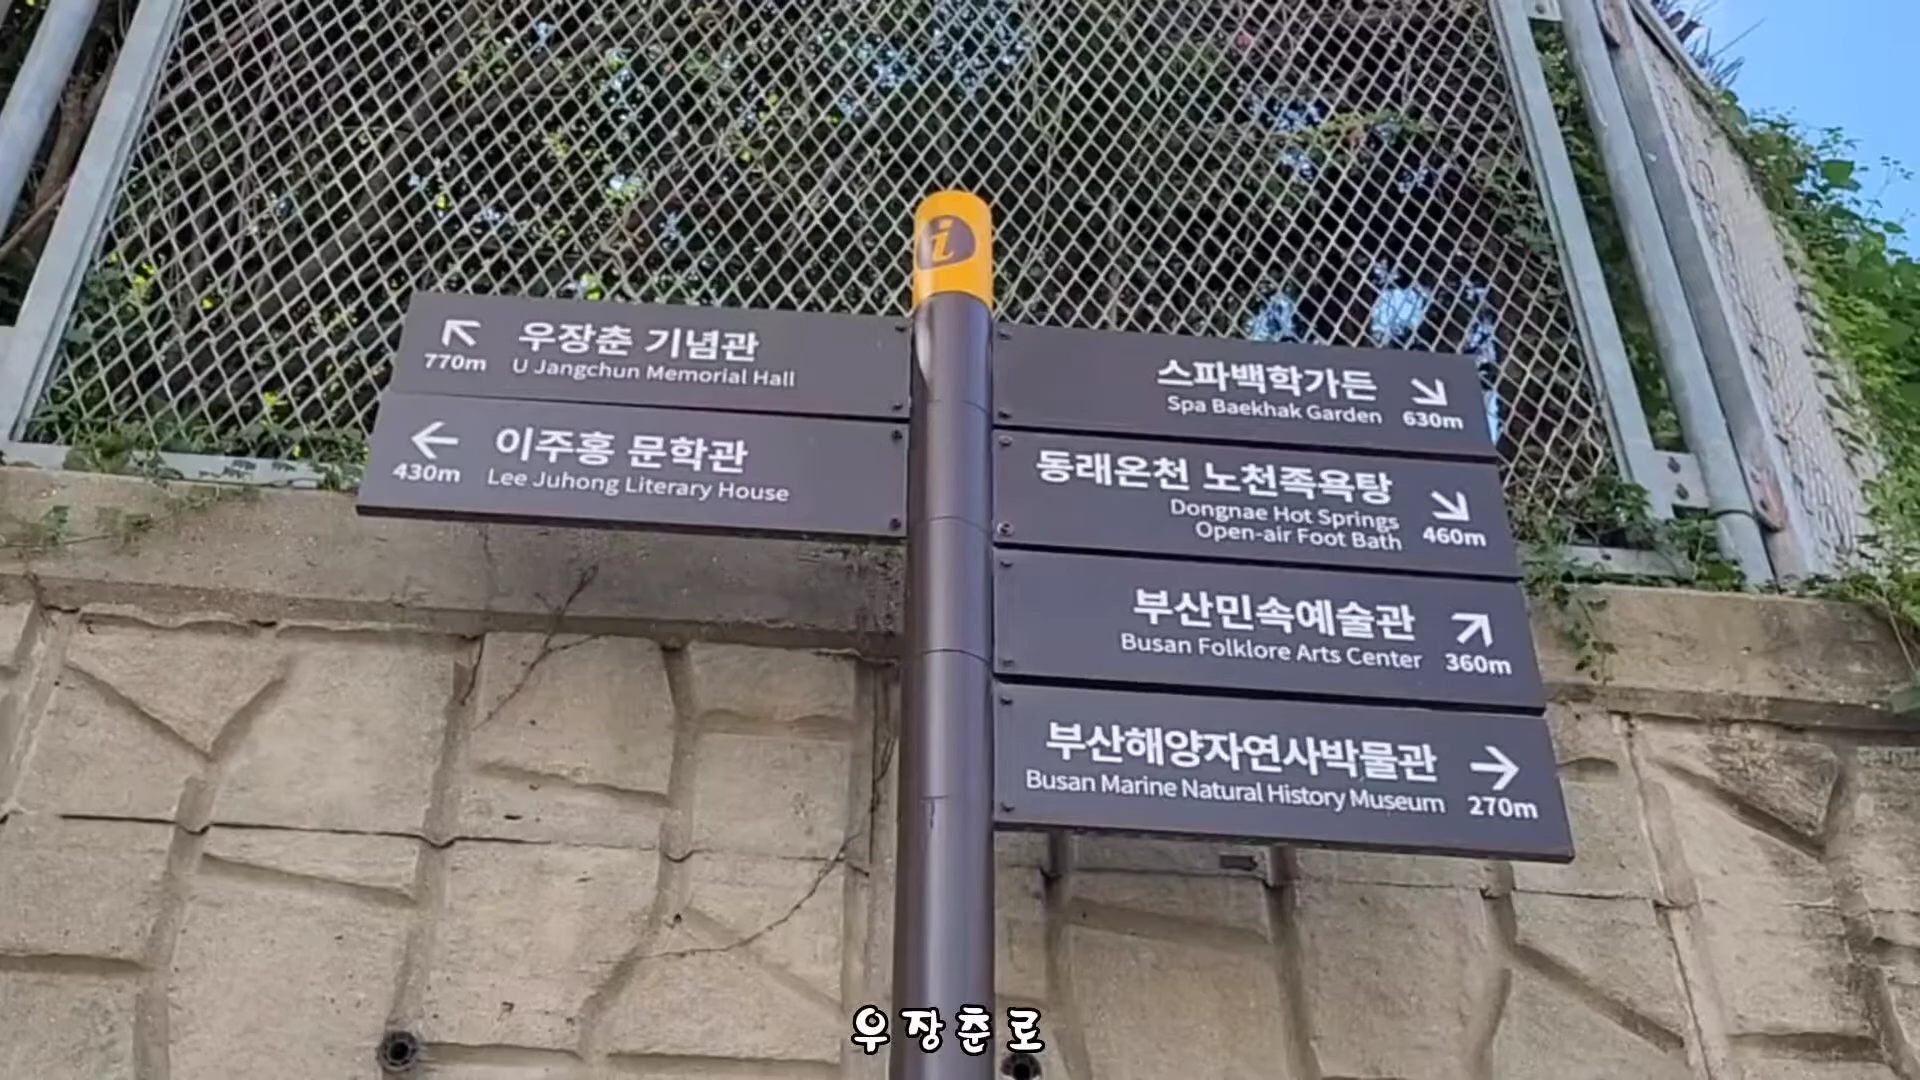 i
우장춘 기념관
U Jangchun Memorial Hall
770m
이주홍 문학관
Lee Juhong Literary House
430m
스파백학가든
Spa Baekhak Garden
630m
동래온천 노천족욕탕
Dongnae Hot Springs
Open-air Foot Bath
460m
부산민속예술관
Busan Folklore Arts Center
360m
부산해양자연사박물관
Busan Marine Natural History Museum
270m
우장춘로